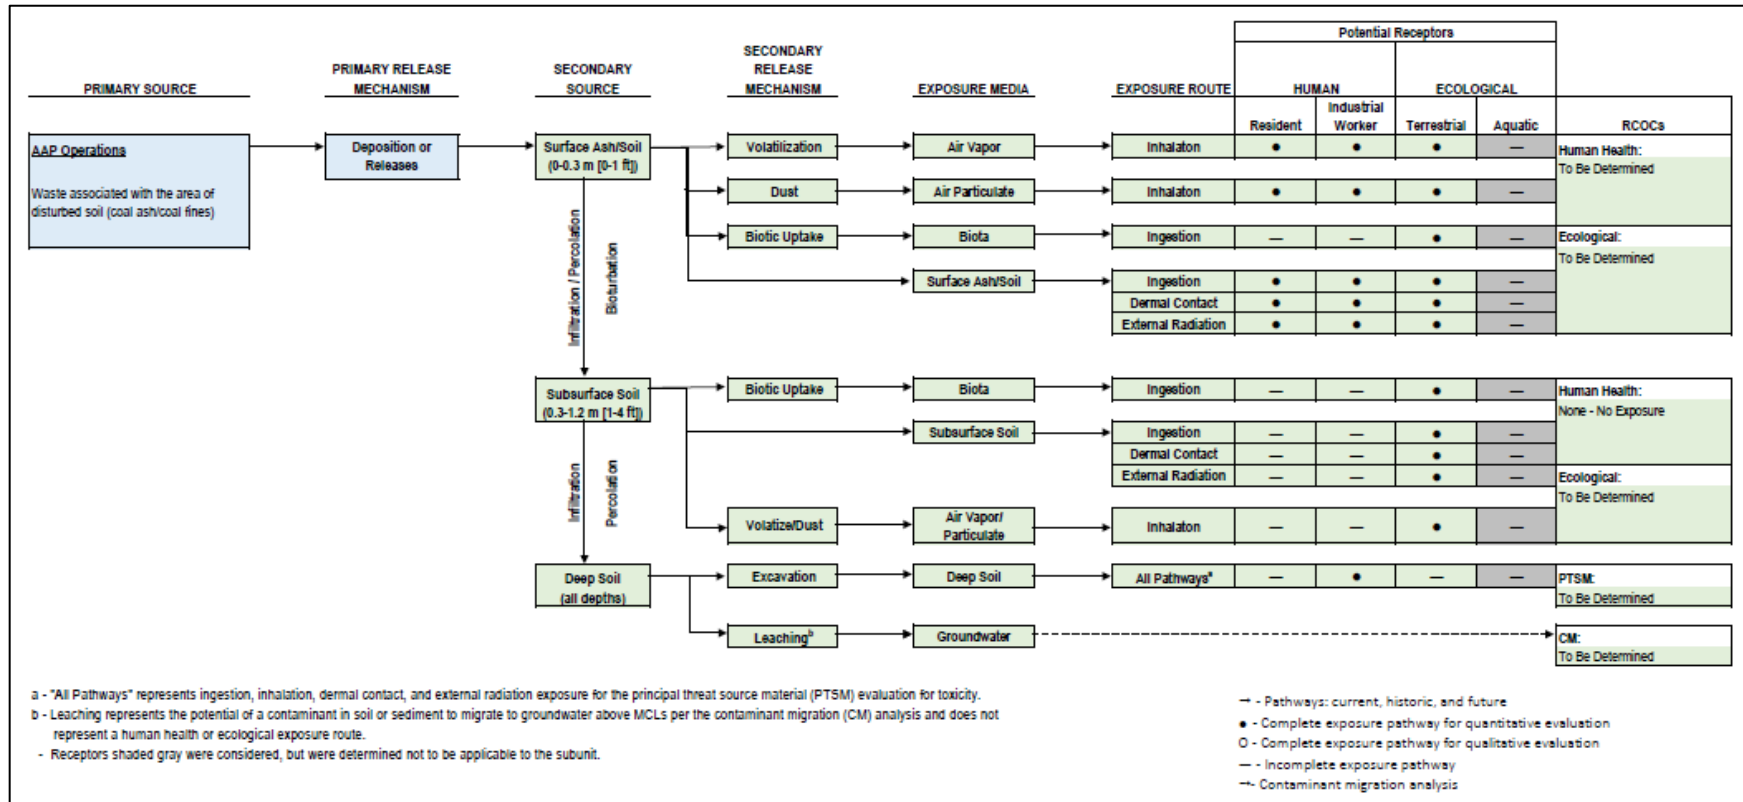 Potential Receptors
PRIMARY SOURCE
PRIMARY RELEASE
MECHANISM
SECONDARY
SOURCE
SECONDARY
RELEASE
MECHANISM
EXPOSURE MEDIA
EXPOSURE ROUTE
HUMAN
ECOLOGICAL
Resident
Industrial
Worker
Terrestrial
Aquatic
RCOCs
AAP Operations
Waste associated with the area of
disturbed soil (coal ash/coal fines)
Deposition or
Releases
Surface Ash/Soil
(0-0.3 m [0-1 ft])
Volatilization
Air Vapor
Inhalaton
● ● ● —
Human Health:
To Be Determined
Dust
Air Particulate
Inhalaton
● ● ● —
Biotic Uptake
Biota
Ingestion
— — ● —
Ecological:
To Be Determined
Surface Ash/Soil
Ingestion
● ● ● —
Dermal Contact
● ● ● —
External Radiation
● ● ● —
Infiltration / Percolation
Bioturbation
Subsurface Soil
(0.3-1.2 m [1-4 ft])
Biotic Uptake
Biota
Ingestion
— — ● —
Human Health:
None - No Exposure
Subsurface Soil
Ingestion
— — ● —
Dermal Contact
— — ● —
External Radiation
— — ● —
Ecological:
To Be Determined
Infiltration
Percolation
Volatize/Dust
Air Vapor/
Particulate
Inhalaton
— — ● —
Deep Soil
(all depths)
Excavation
Deep Soil
All Pathwaysᵃ
— ● — —
PTSM:
To Be Determined
Leachingᵇ
Groundwater
CM:
To Be Determined
a - "All Pathways" represents ingestion, inhalation, dermal contact, and external radiation exposure for the principal threat source material (PTSM) evaluation for toxicity.
b - Leaching represents the potential of a contaminant in soil or sediment to migrate to groundwater above MCLs per the contaminant migration (CM) analysis and does not
represent a human health or ecological exposure route.
- Receptors shaded gray were considered, but were determined not to be applicable to the subunit.
→ - Pathways: current, historic, and future
● - Complete exposure pathway for quantitative evaluation
O - Complete exposure pathway for qualitative evaluation
— - Incomplete exposure pathway
⤍- Contaminant migration analysis